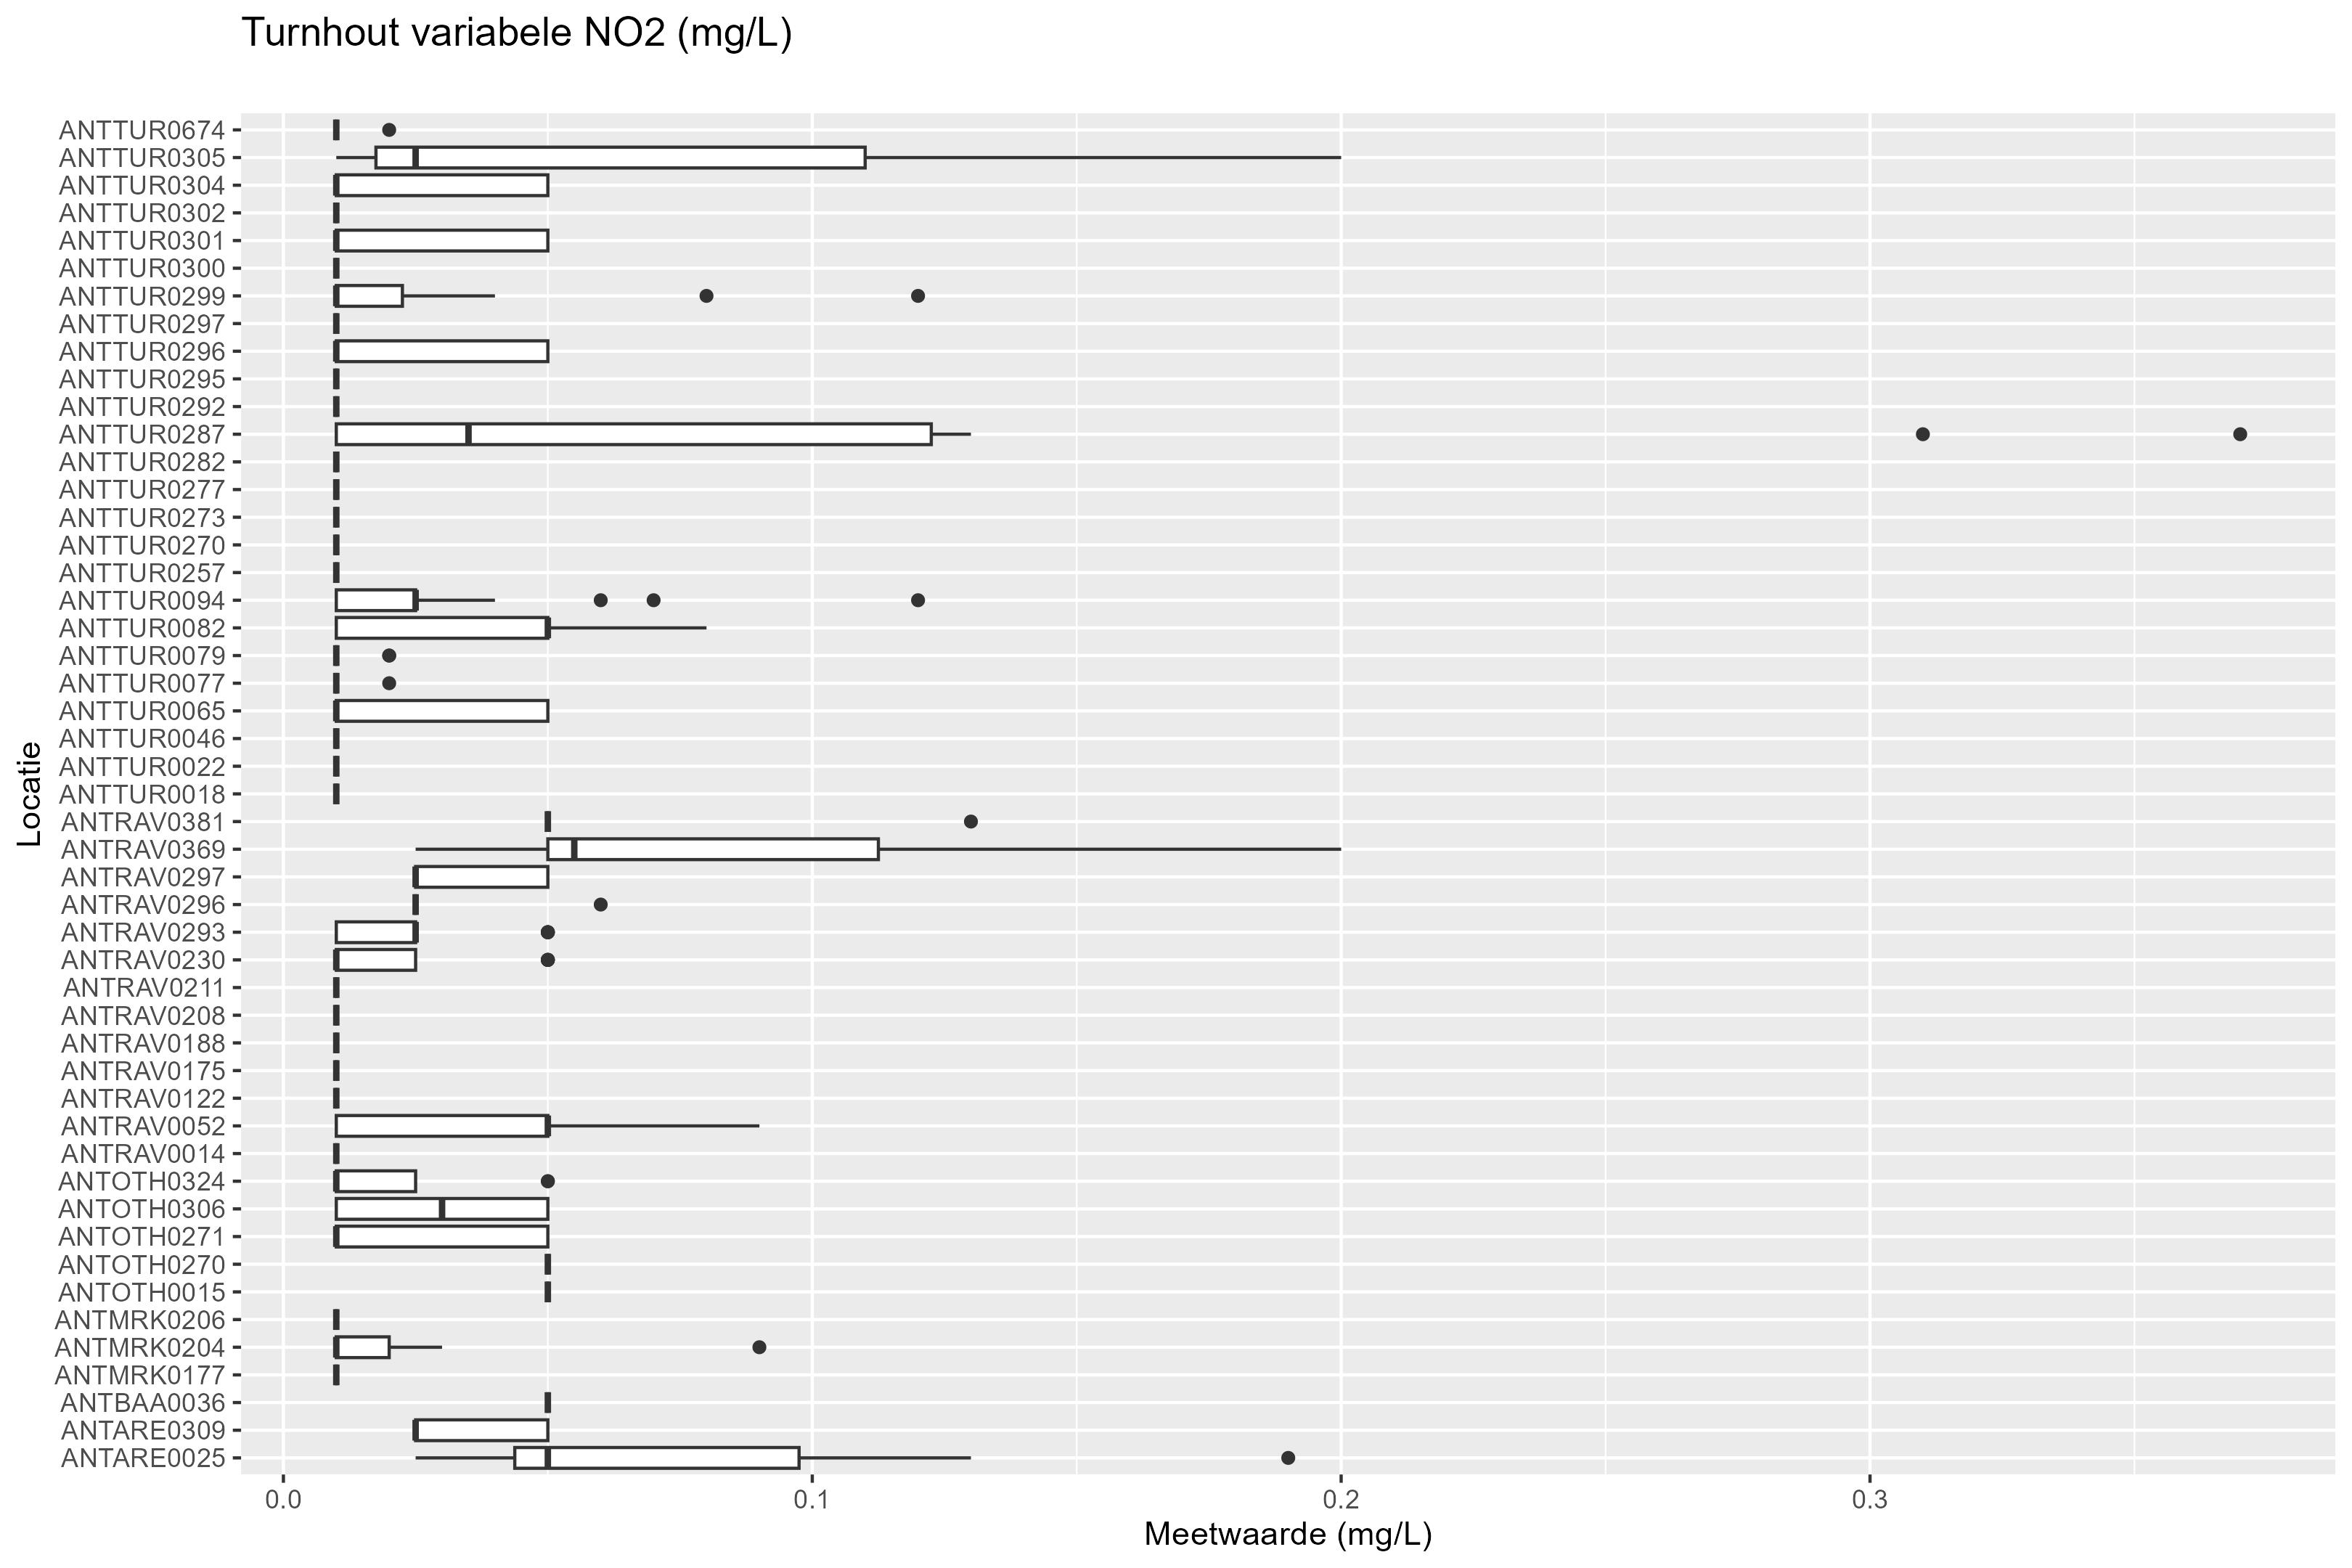 Turnhout variabele NO2 (mg/L)
ANTTUR0674
ANTTUR0305
ANTTUR0304
ANTTUR0302
ANTTUR0301
ANTTUR0300
ANTTUR0299
ANTTUR0297
ANTTUR0296
ANTTUR0295
ANTTUR0292
ANTTUR0287
ANTTUR0282
ANTTUR0277
ANTTUR0273
ANTTUR0270
ANTTUR0257
ANTTUR0094
ANTTUR0082
ANTTUR0079
ANTTUR0077
ANTTUR0065
ANTTUR0046
ANTTUR0022
ANTTUR0018
ANTRAV0381
ANTRAV0369
ANTRAV0297
ANTRAV0296
ANTRAV0293
ANTRAV0230
ANTRAV0211
ANTRAV0208
ANTRAV0188
ANTRAV0175
ANTRAV0122
ANTRAV0052
ANTRAV0014
ANTOTH0324
ANTOTH0306
ANTOTH0271
ANTOTH0270
ANTOTH0015
ANTMRK0206
ANTMRK0204
ANTMRK0177
ANTBAA0036
ANTARE0309
ANTARE0025
Locatie
0.0 0.1 0.2 0.3
Meetwaarde (mg/L)